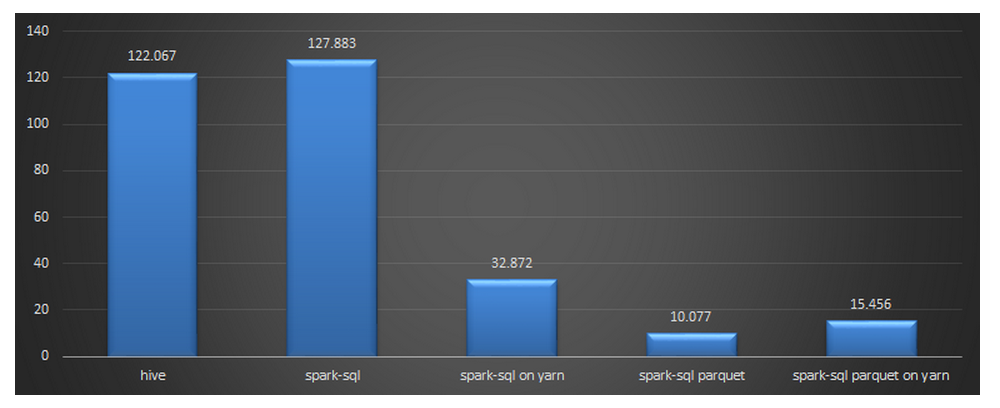 140
120
100
80
60
40
20
0
122.067
127.883
32.872
10.077
15.456
hive
spark-sql
spark-sql on yarn
spark-sql parquet
spark-sql parquet on yarn